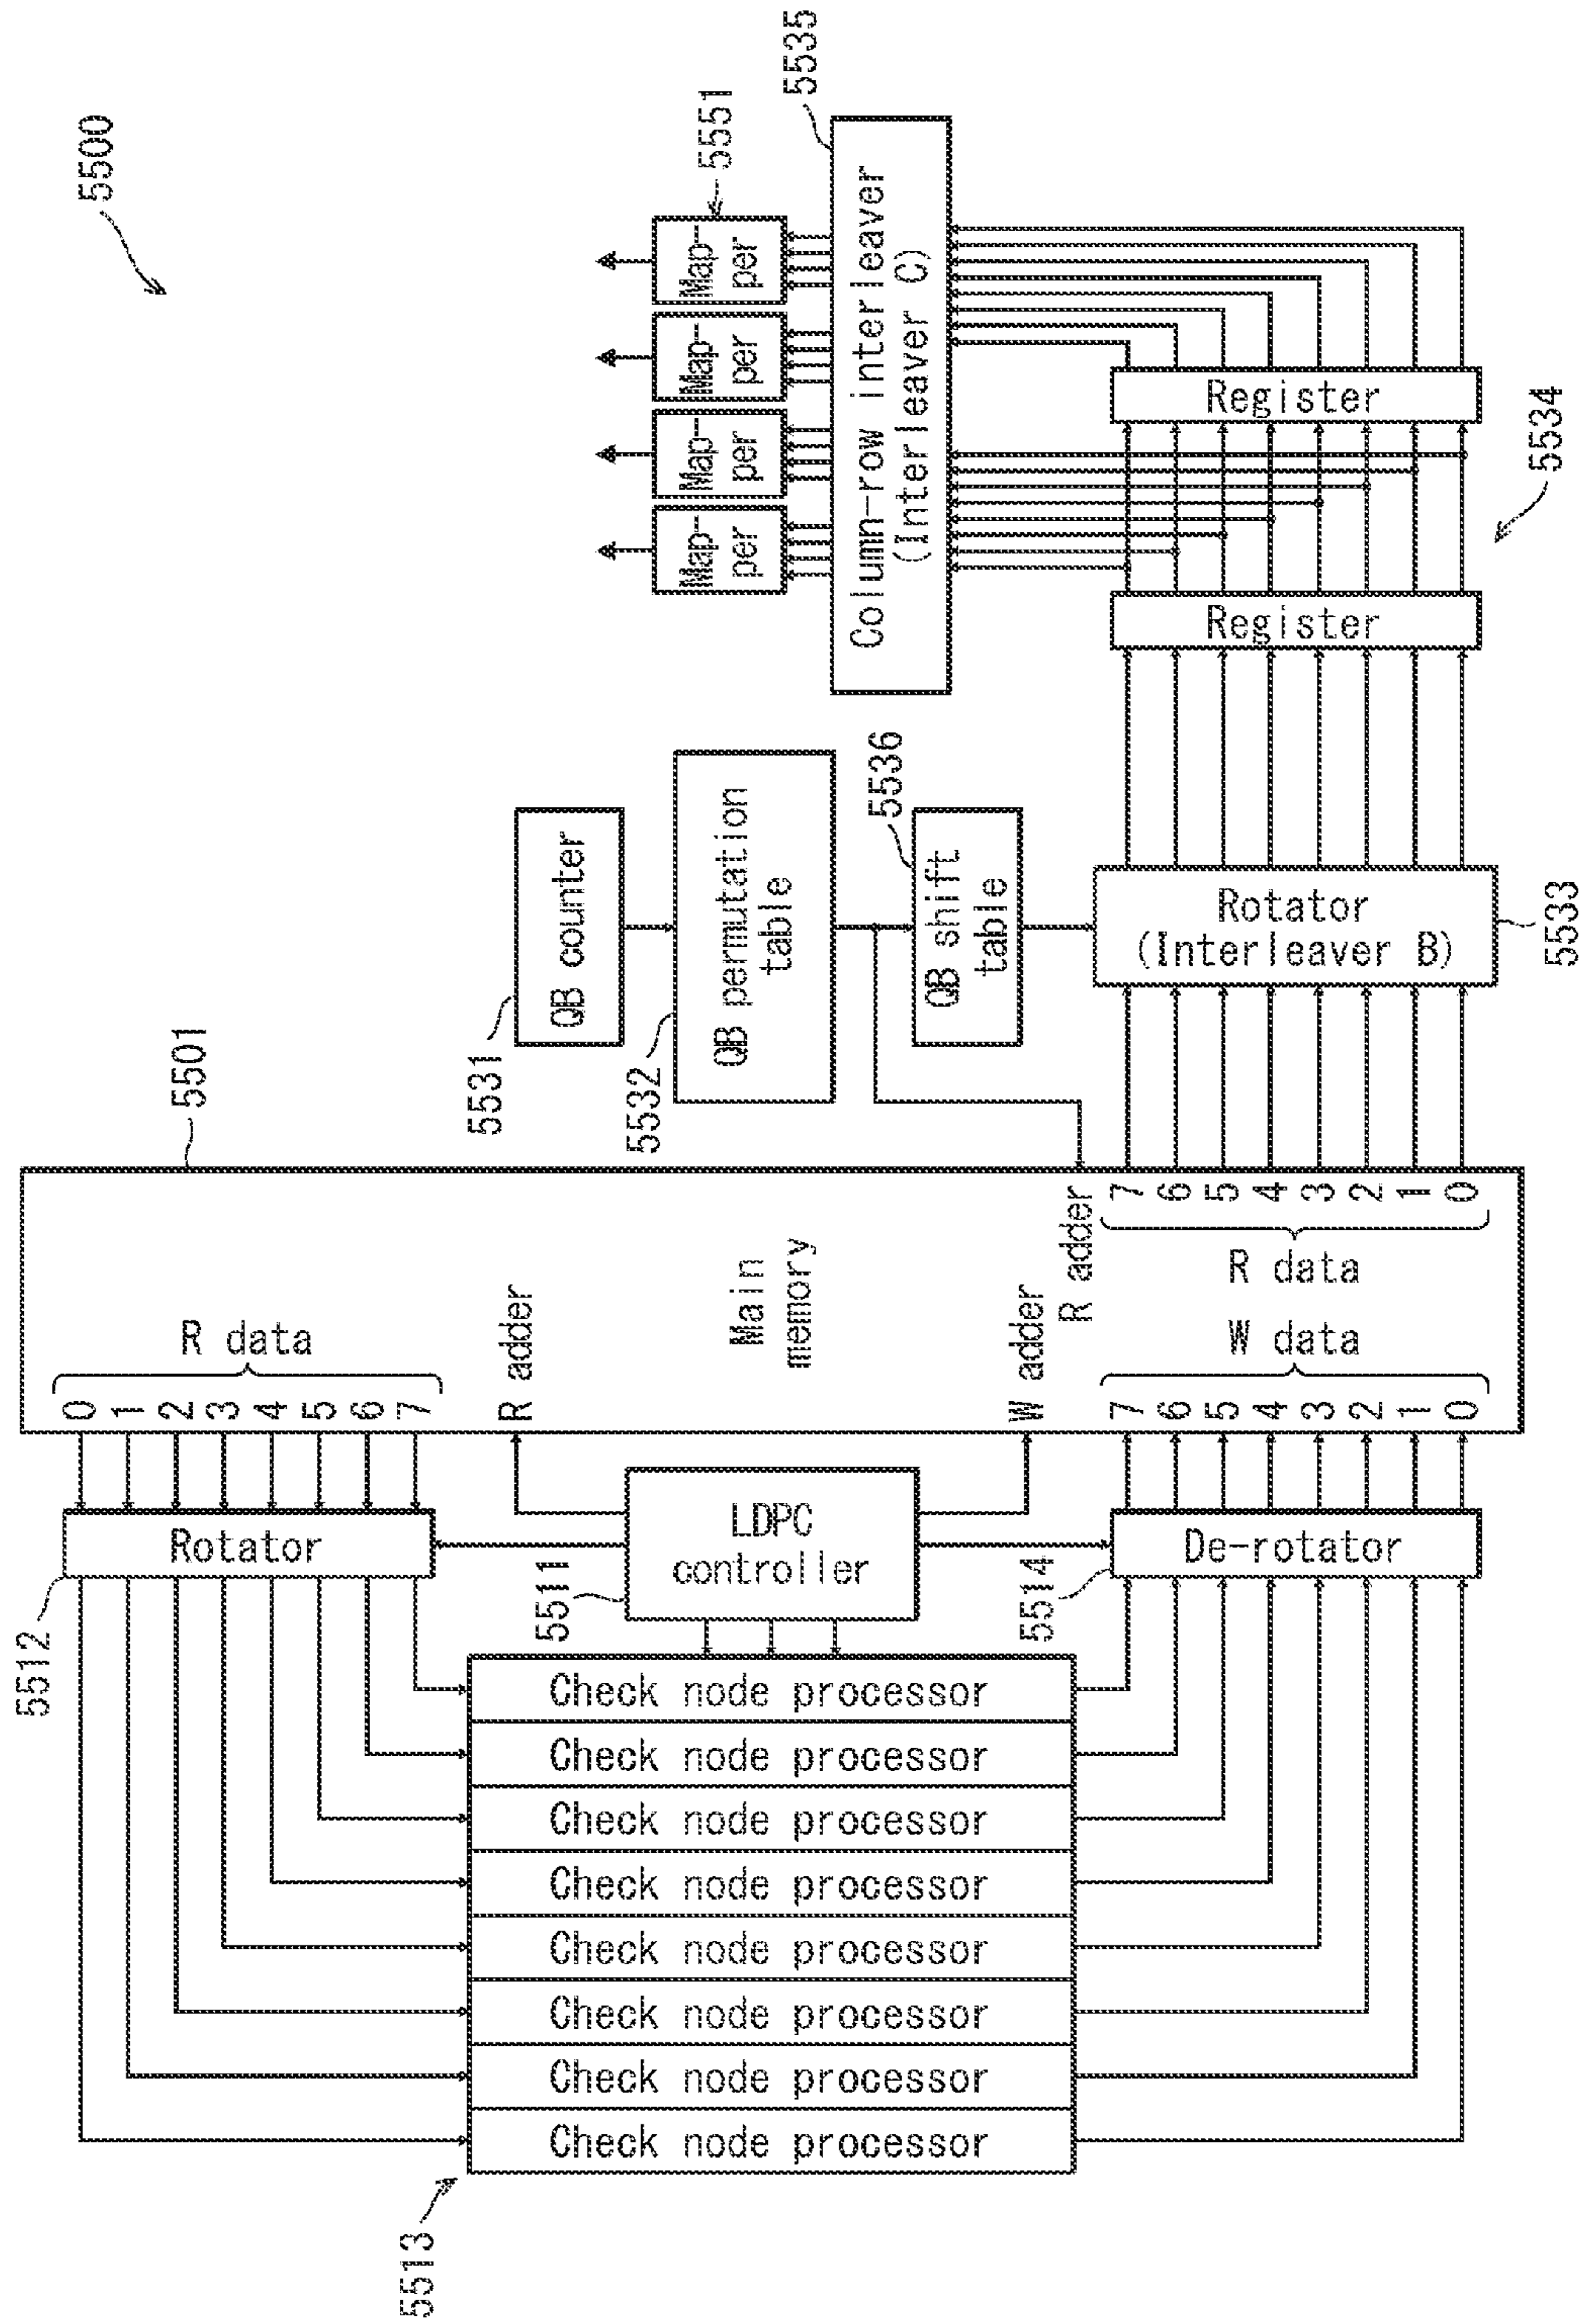 5500
5535
5551
Map-
per
Map-
per
Map-
per
Map-
per
Column-row interleaver
(Interleaver C)
Register
Register
5534
5531
QB counter
5532
QB permutation
table
5536
QB shift
table
Rotator
(Interleaver B)
5533
5501
R data
0
1
2
3
4
5
6
7
R adder
Main
memory
W adder
R adder
7
6
5
4
3
2
1
0
R data
W data
7
6
5
4
3
2
1
0
Rotator
5512
LDPC
controller
5511
De-rotator
5514
Check node processor
Check node processor
Check node processor
Check node processor
Check node processor
Check node processor
Check node processor
Check node processor
5513